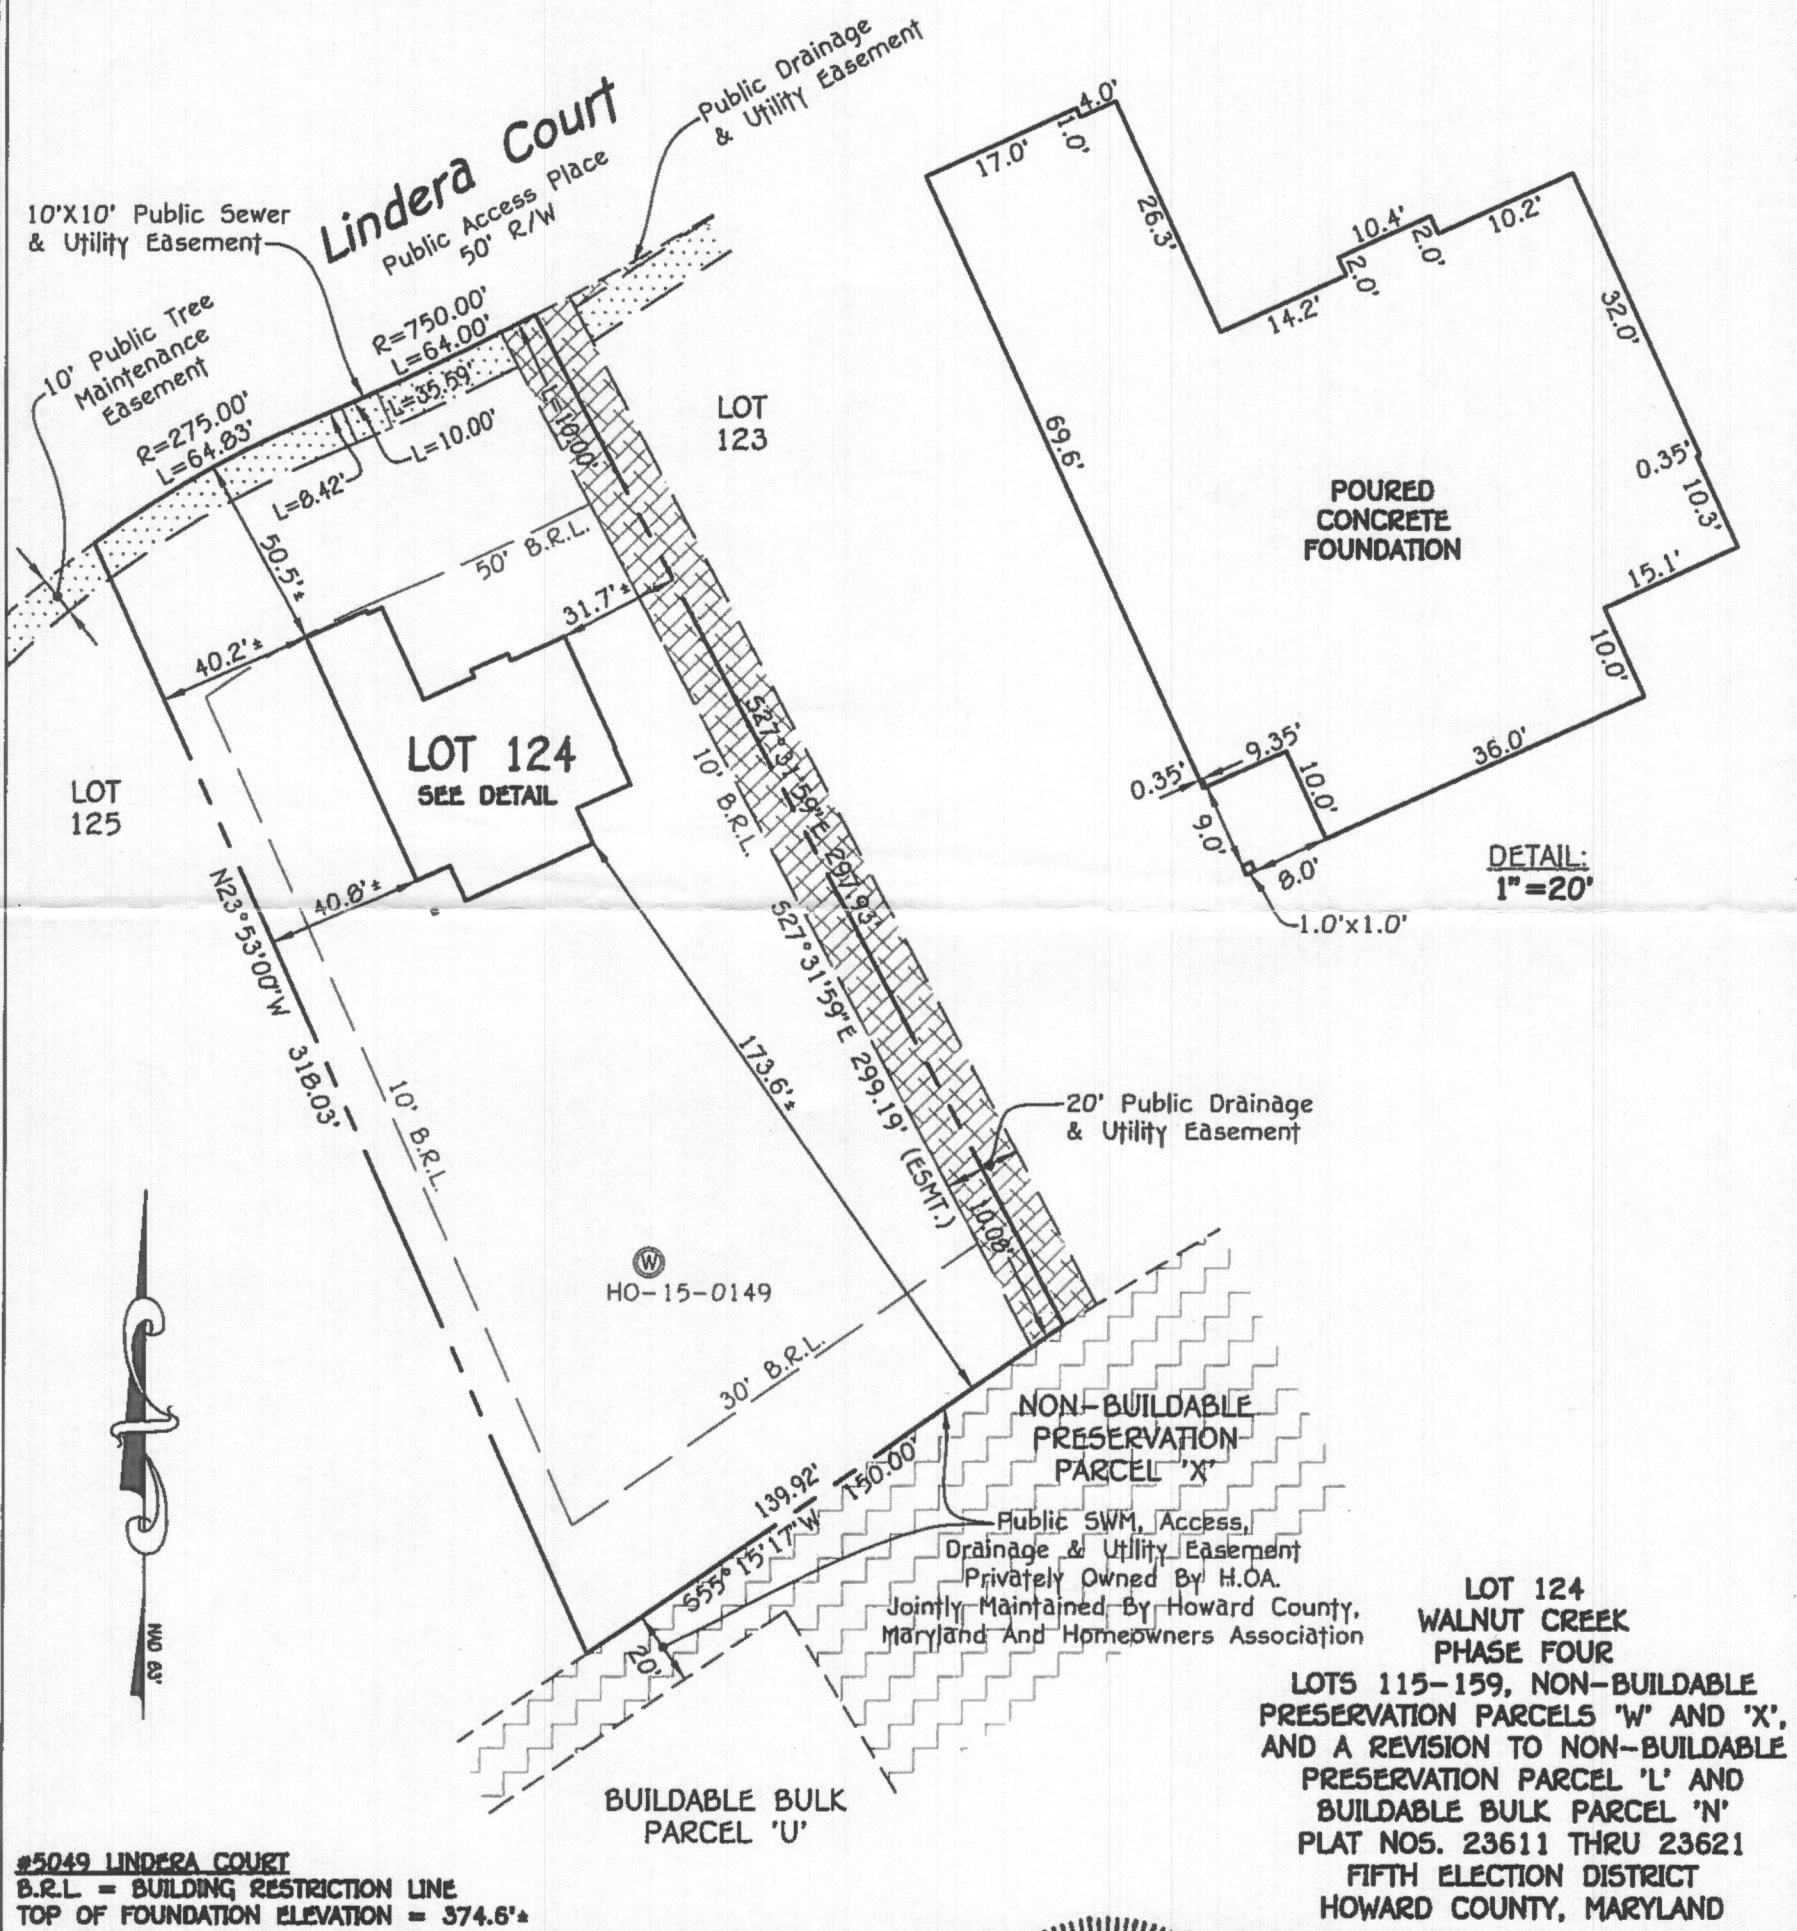 Public Drainage
& Utility Easement
Lindera Court
Public Access Place
50' R/W
10'X10' Public Sewer
& Utility Easement
10' Public Tree
Maintenance
Easement
R=750.00'
L=64.00'
R=275.00'
L=64.83'
L=35.59'
L=10.00'
L=8.42'
L=10.00'
LOT
123
50' B.R.L.
50.5'±
31.7'±
40.2'±
LOT 124
SEE DETAIL
LOT
125
40.8'±
10' B.R.L.
S27°31'59"E 297.93'
S27°31'59"E 299.19' (ESMT.)
N23°53'00"W 318.03'
10' B.R.L.
173.6'±
20' Public Drainage
& Utility Easement
10.08'
W
HO-15-0149
30' B.R.L.
139.92'
S55°15'17"W 150.00'
20'
NON-BUILDABLE
PRESERVATION
PARCEL 'X'
Public SWM, Access,
Drainage & Utility Easement
Privately Owned By H.OA.
Jointly Maintained By Howard County,
Maryland And Homeowners Association
BUILDABLE BULK
PARCEL 'U'
NAD 83'
17.0'
1.0'
4.0'
26.3'
14.2'
2.0'
10.4'
2.0'
10.2'
32.0'
0.35'
10.3'
15.1'
10.0'
36.0'
69.6'
POURED
CONCRETE
FOUNDATION
9.35'
0.35'
10.0'
9.0'
8.0'
1.0'x1.0'
DETAIL:
1"=20'
LOT 124
WALNUT CREEK
PHASE FOUR
LOTS 115-159, NON-BUILDABLE
PRESERVATION PARCELS 'W' AND 'X',
AND A REVISION TO NON-BUILDABLE
PRESERVATION PARCEL 'L' AND
BUILDABLE BULK PARCEL 'N'
PLAT NOS. 23611 THRU 23621
FIFTH ELECTION DISTRICT
HOWARD COUNTY, MARYLAND
#5049 LINDERA COURT
B.R.L = BUILDING RESTRICTION LINE
TOP OF FOUNDATION ELEVATION = 374.6'±